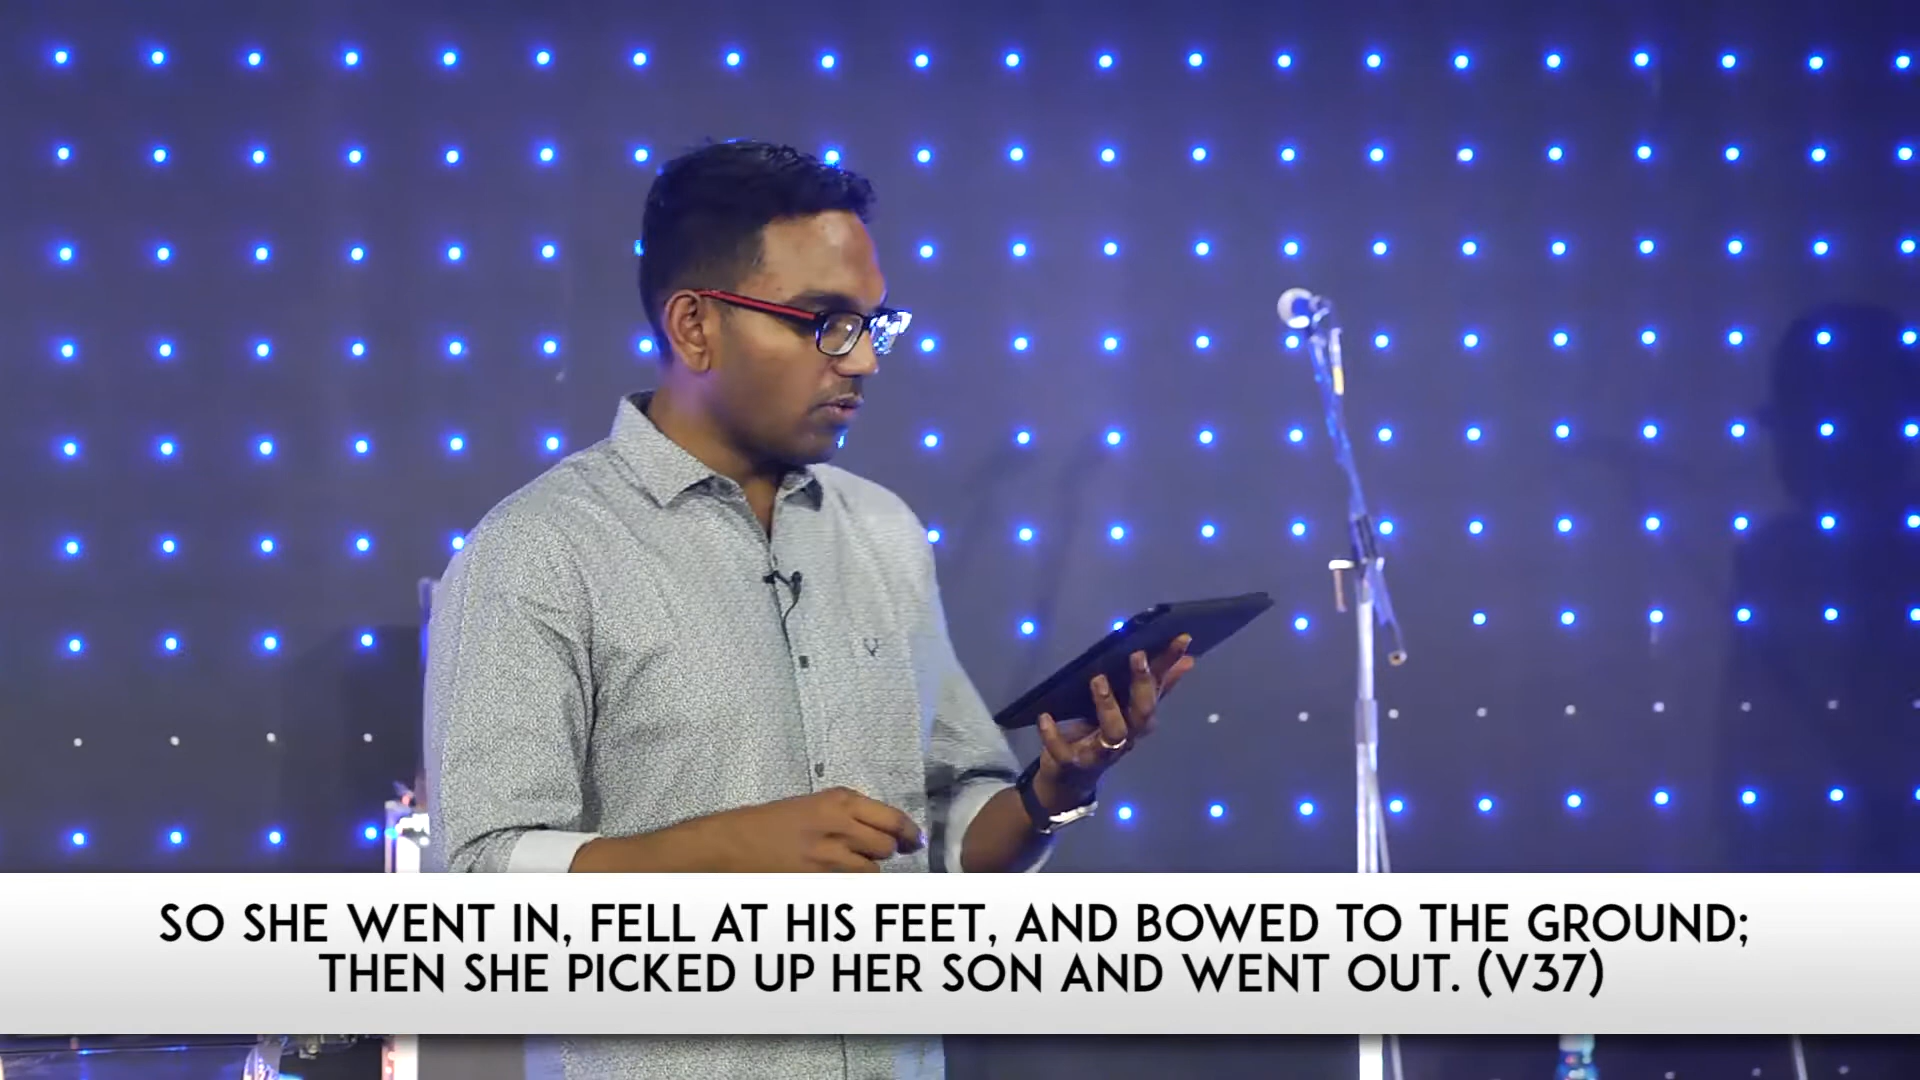 SO SHE WENT IN, FELL AT HIS FEET, AND BOWED TO THE GROUND;
THEN SHE PICKED UP HER SON AND WENT OUT. (V37)